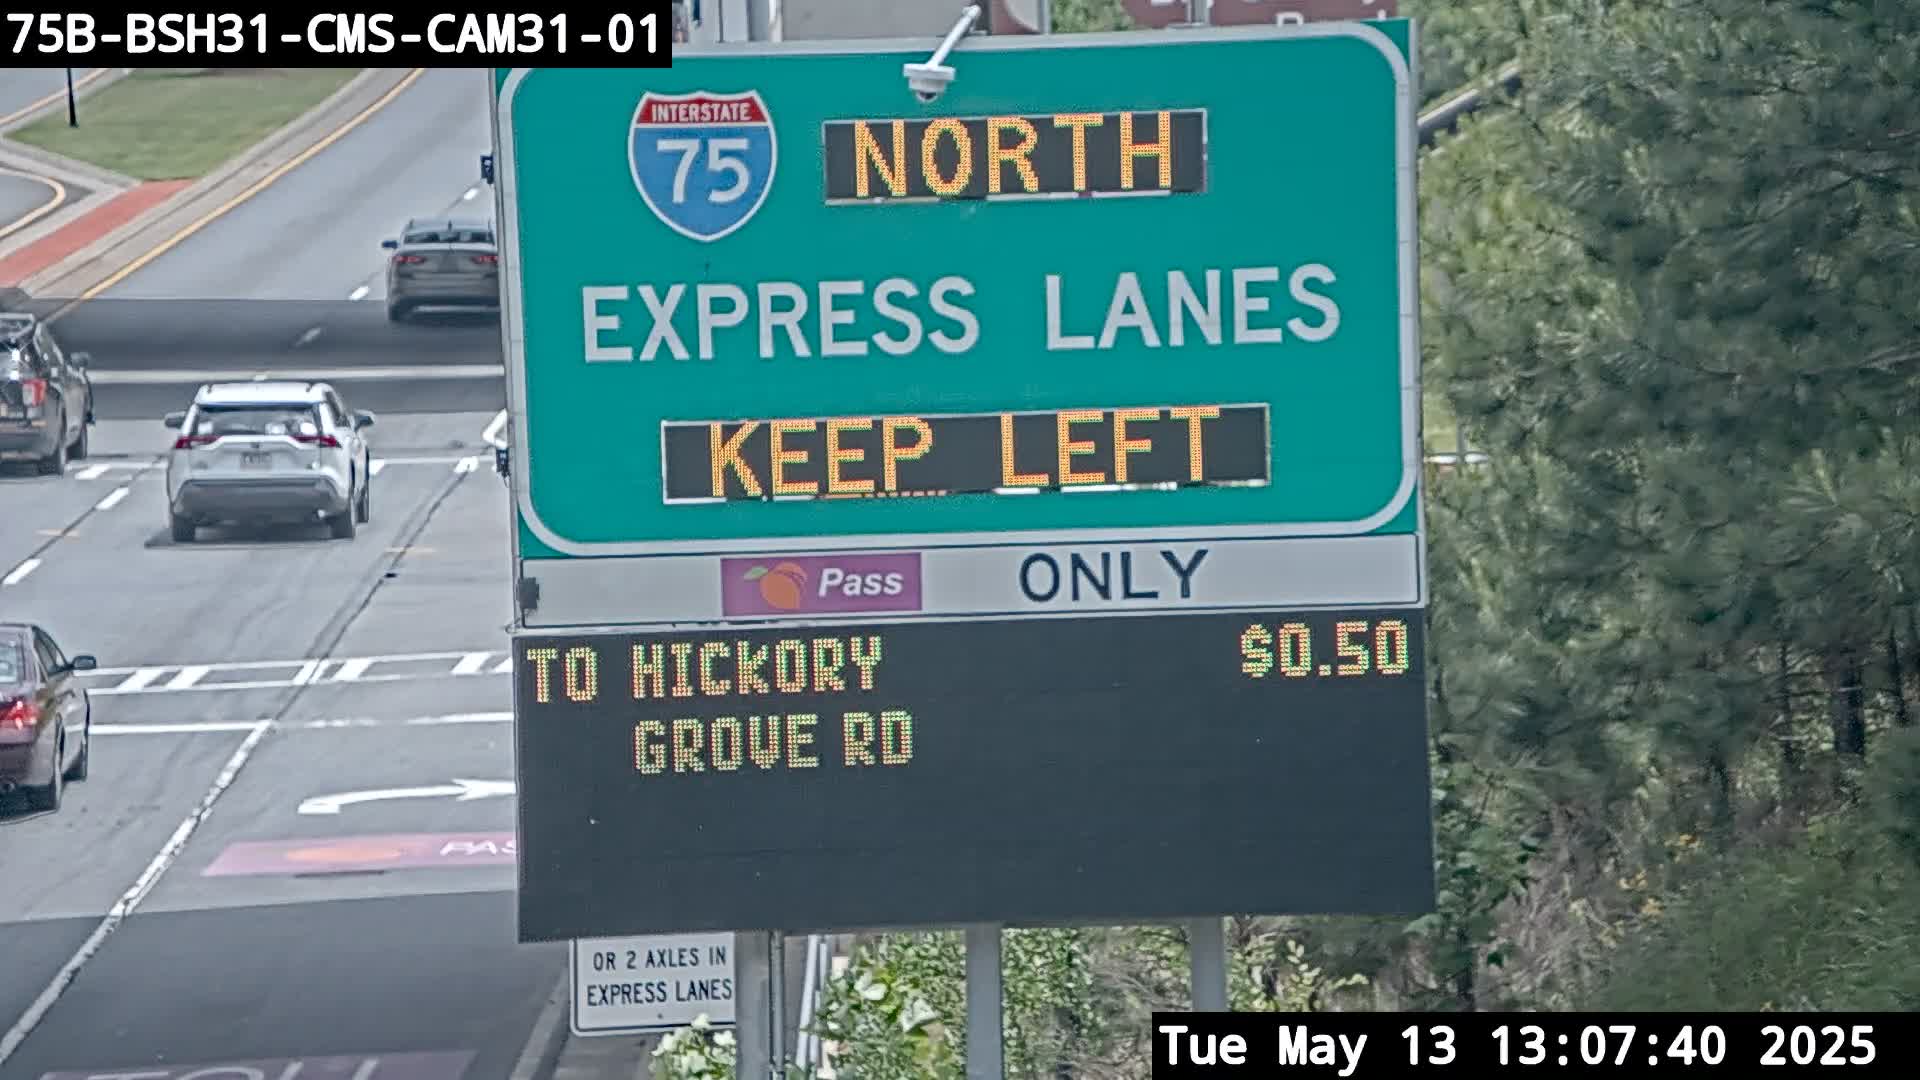 75B-BSH31-CMS-CAM31-01
INTERSTATE
75
NORTH
EXPRESS LANES
KEEP LEFT
Pass
ONLY
TO HICKORY $0.50
GROVE RD
OR 2 AXLES IN
EXPRESS LANES
Tue May 13 13:07:40 2025